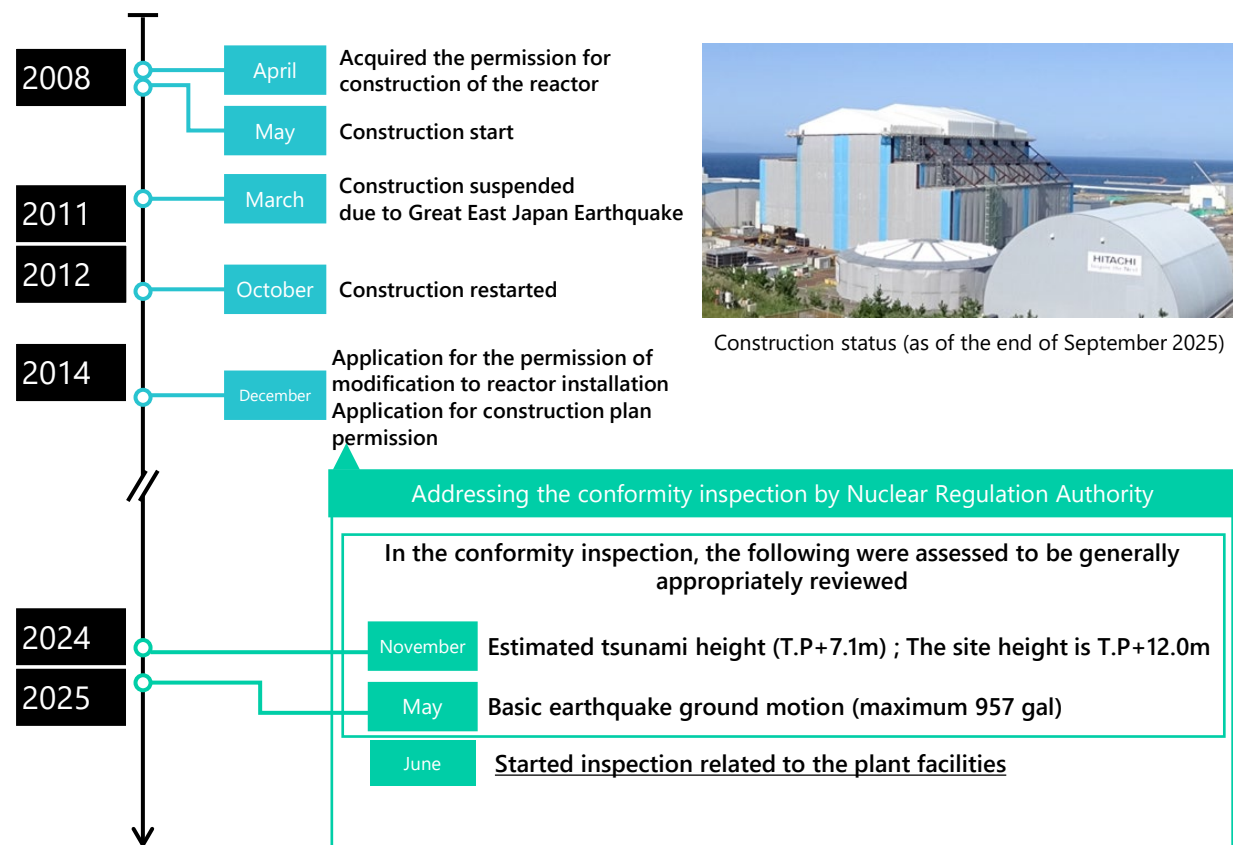 2008
April
Acquired the permission for
construction of the reactor
May
Construction start
2011
March
Construction suspended
due to Great East Japan Earthquake
2012
October
Construction restarted
2014
December
Application for the permission of
modification to reactor installation
Application for construction plan
permission
HITACHI
Inspire the Next
Construction status (as of the end of September 2025)
Addressing the conformity inspection by Nuclear Regulation Authority
In the conformity inspection, the following were assessed to be generally
appropriately reviewed
2024
November
Estimated tsunami height (T.P+7.1m) ; The site height is T.P+12.0m
2025
May
Basic earthquake ground motion (maximum 957 gal)
June
Started inspection related to the plant facilities